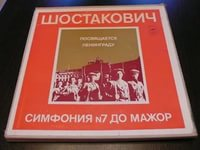 ШОСТАКОВИЧ
ПОСВЯЩАЕТСЯ
ЛЕНИНГРАДУ
СИМФОНИЯ №7 ДО МАЖОР